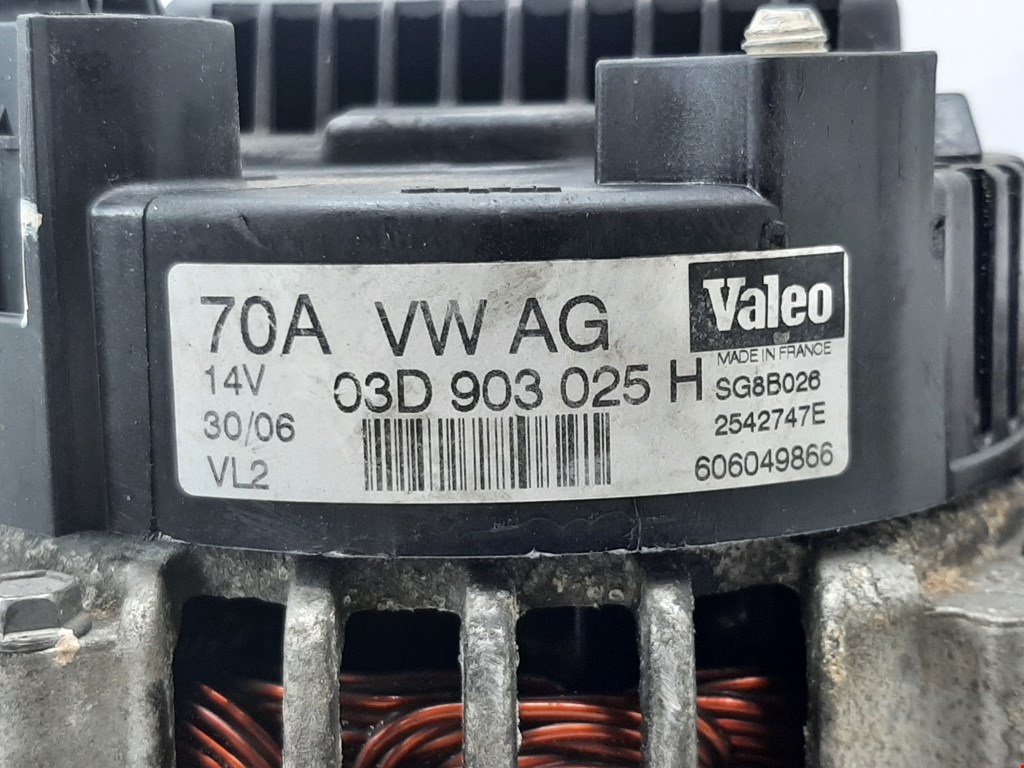 70A VW AG
Valeo
MADE IN FRANCE
14V
03D 903 025 H
SG8B026
30/06
2542747E
VL2
606049866